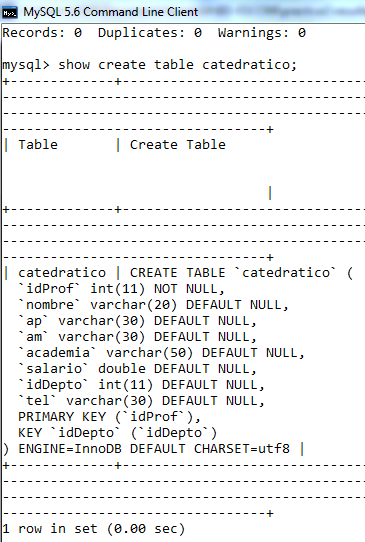 MySQL 5.6 Command Line Client
Records: 0  Duplicates: 0  Warnings: 0
mysql> show create table catedratico;
+------------+------------------------------
---------------------------------------------
---------------------------------------------
--------------------------------+
| Table      | Create Table
|
+------------+------------------------------
---------------------------------------------
---------------------------------------------
--------------------------------+
| catedratico | CREATE TABLE `catedratico` (
  `idProf` int(11) NOT NULL,
  `nombre` varchar(20) DEFAULT NULL,
  `ap` varchar(30) DEFAULT NULL,
  `am` varchar(30) DEFAULT NULL,
  `academia` varchar(50) DEFAULT NULL,
  `salario` double DEFAULT NULL,
  `idDepto` int(11) DEFAULT NULL,
  `tel` varchar(30) DEFAULT NULL,
  PRIMARY KEY (`idProf`),
  KEY `idDepto` (`idDepto`)
) ENGINE=InnoDB DEFAULT CHARSET=utf8 |
+------------+------------------------------
---------------------------------------------
---------------------------------------------
--------------------------------+
1 row in set (0.00 sec)